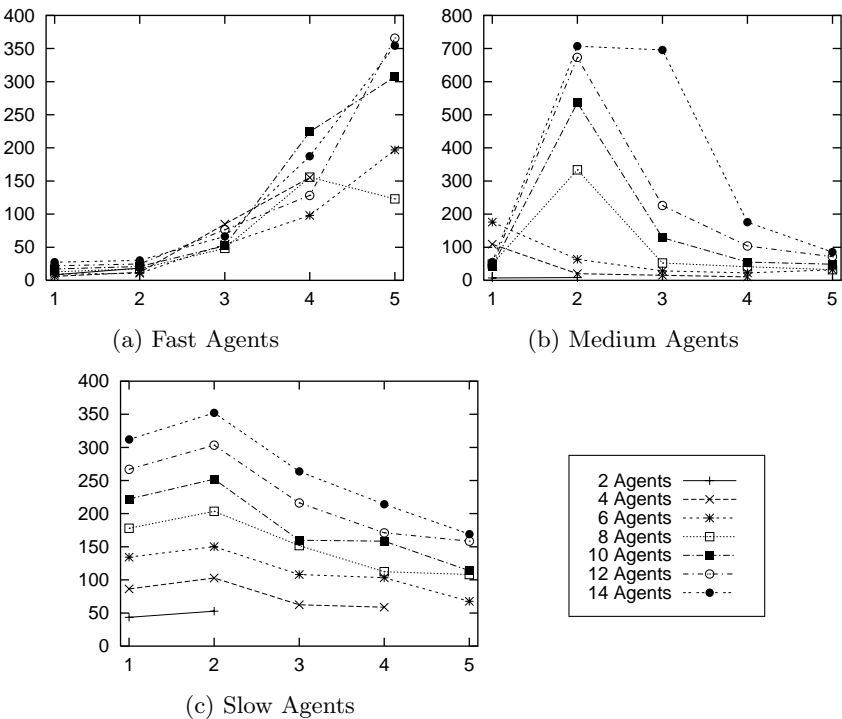 400
350
300
250
200
150
100
50
0
1 2 3 4 5
(a) Fast Agents
800
700
600
500
400
300
200
100
0
1 2 3 4 5
(b) Medium Agents
400
350
300
250
200
150
100
50
0
1 2 3 4 5
(c) Slow Agents
2 Agents
4 Agents
6 Agents
8 Agents
10 Agents
12 Agents
14 Agents